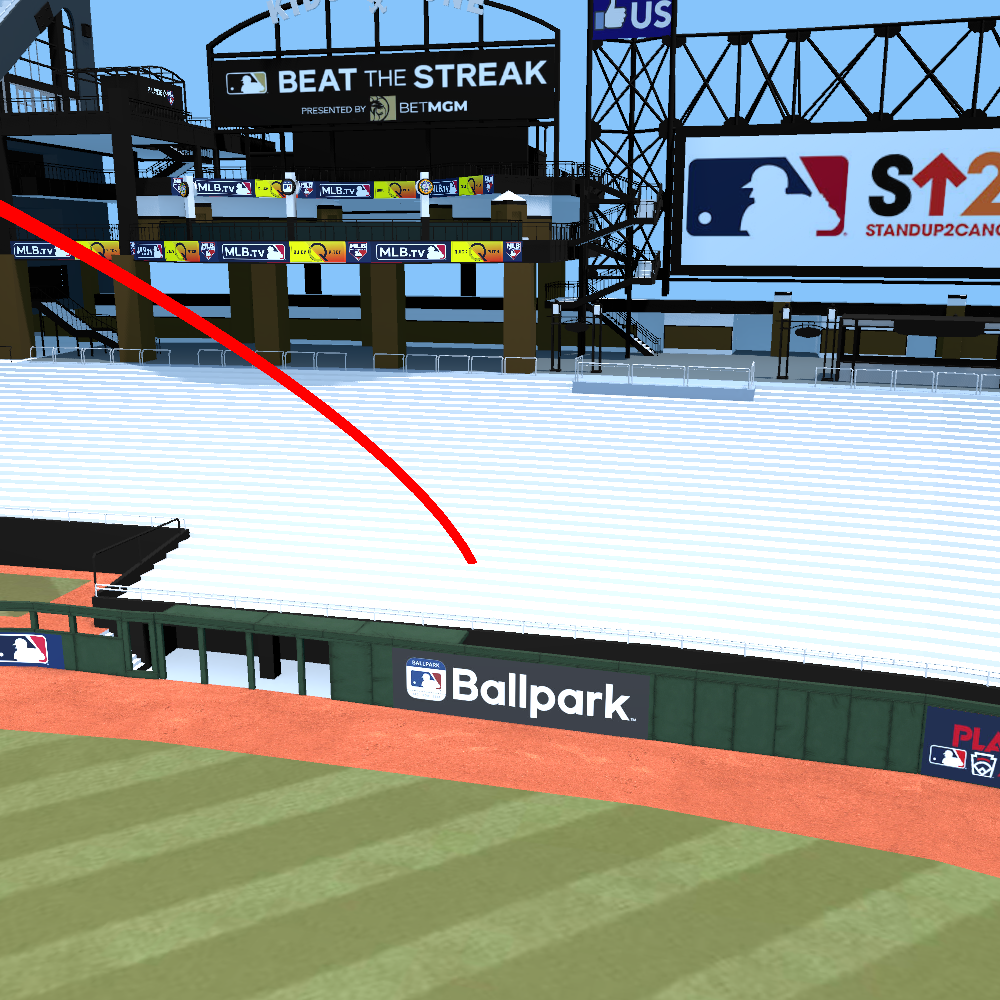 US
BEAT THE STREAK
PRESENTED BY BETMGM
MLB.TV
MLB.TV
MLB.TV
MLB.TV
MLB.TV
S 2
STANDUP2CANC
BALLPARK
Ballpark
PLA